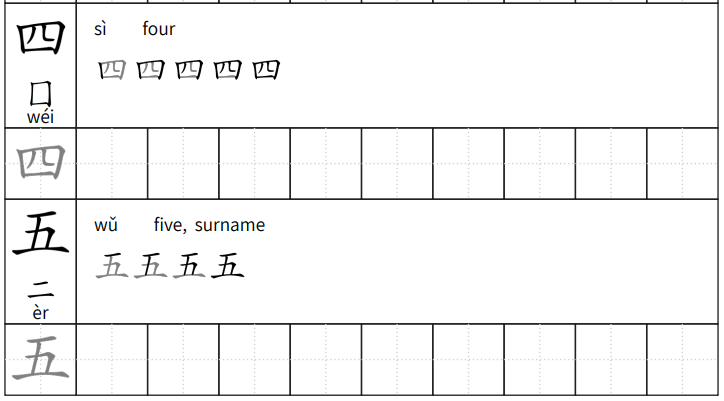 四
sì four
四 四 四 四 四
囗
wéi
四
五
wǔ five, surname
五 五 五 五
二
èr
五